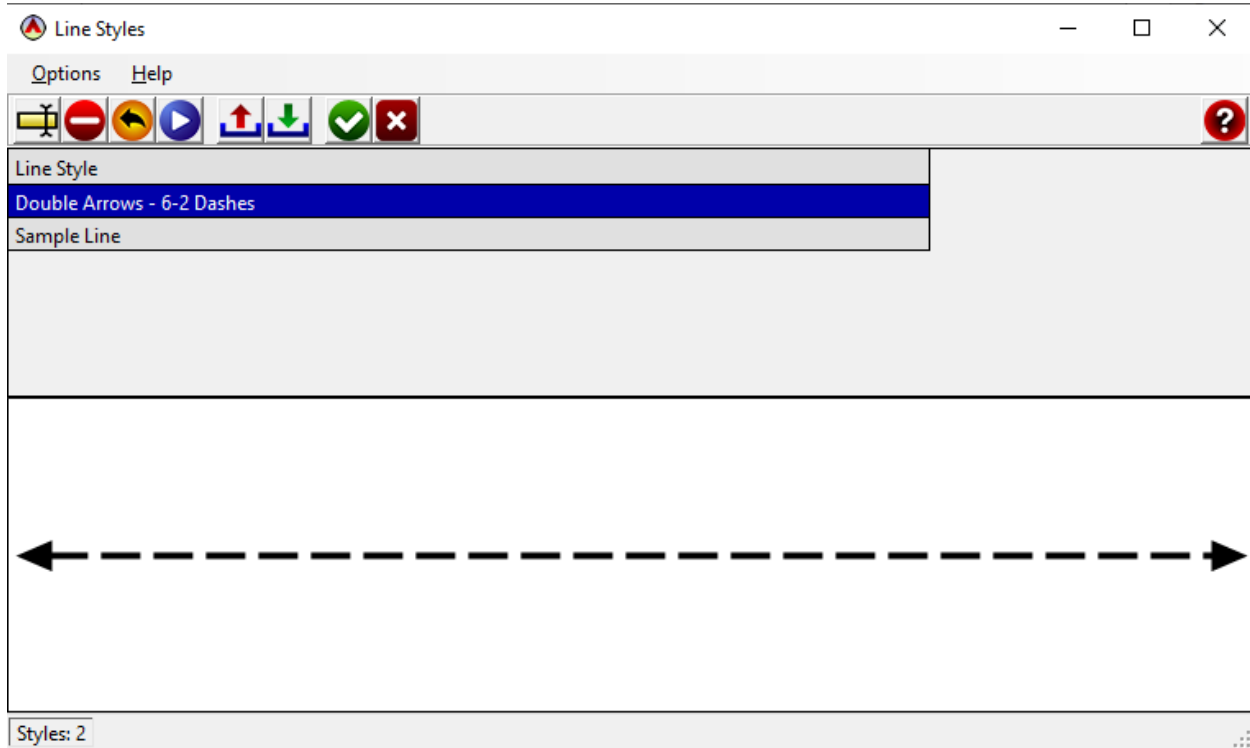 Line Styles
Options Help
?
Line Style
Double Arrows - 6-2 Dashes
Sample Line
Styles: 2